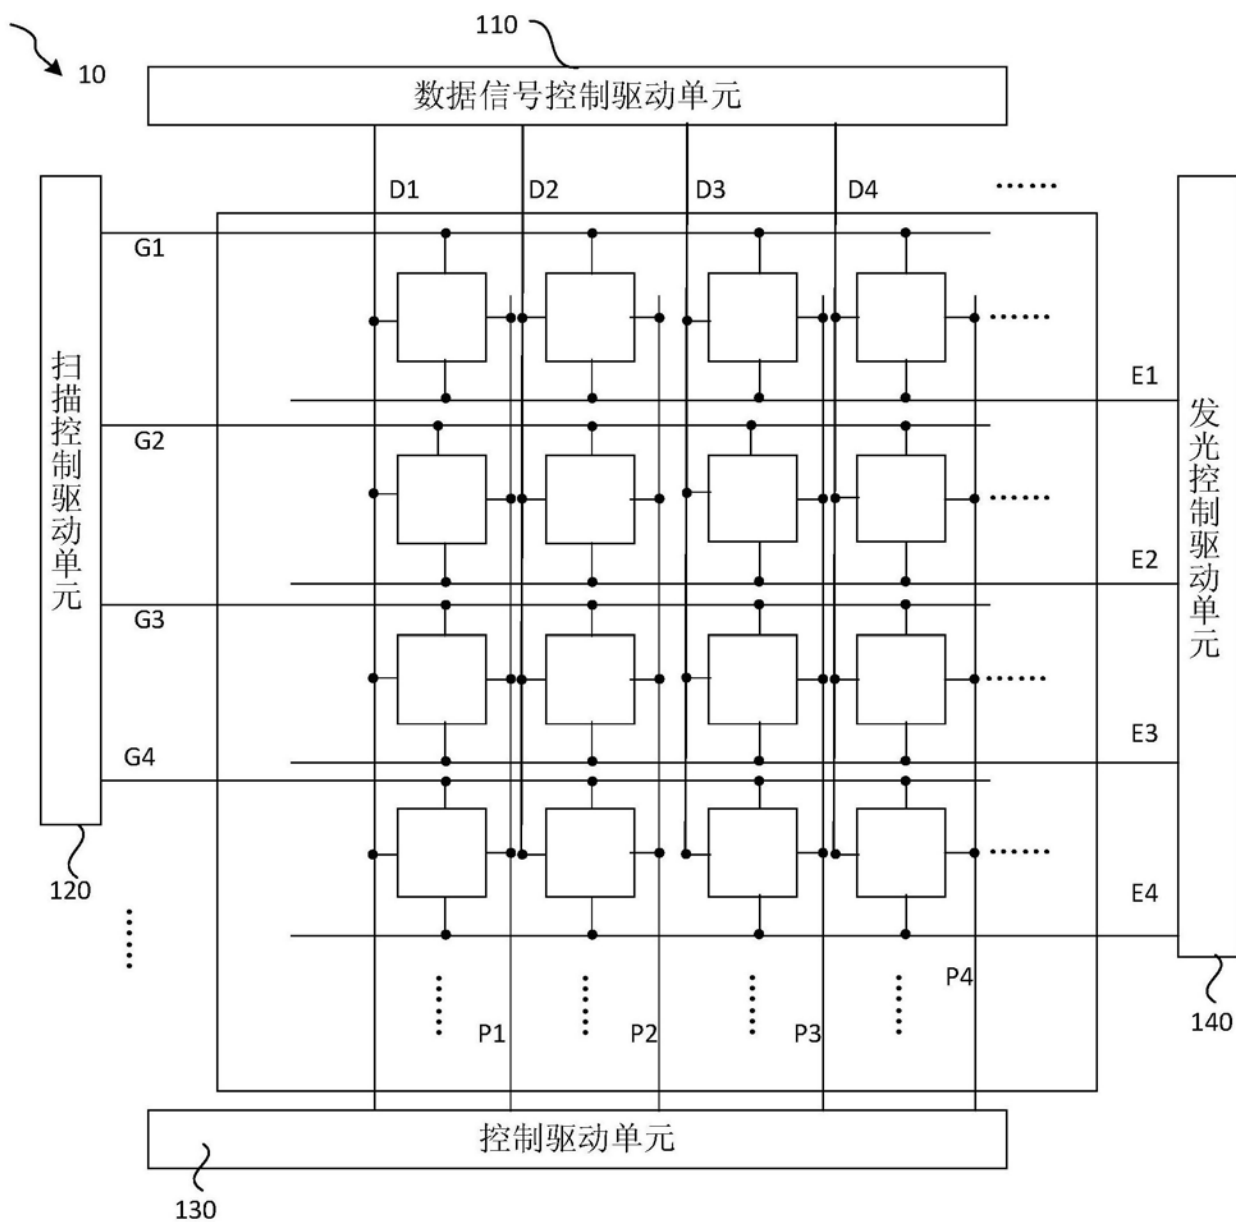 110
10
数据信号控制驱动单元
D1
D2
D3
D4
......
G1
......
扫描控制驱动单元
E1
发光控制驱动单元
G2
......
E2
G3
......
E3
G4
......
120
E4
......
P4
140
......
......
......
......
P1
P2
P3
控制驱动单元
130